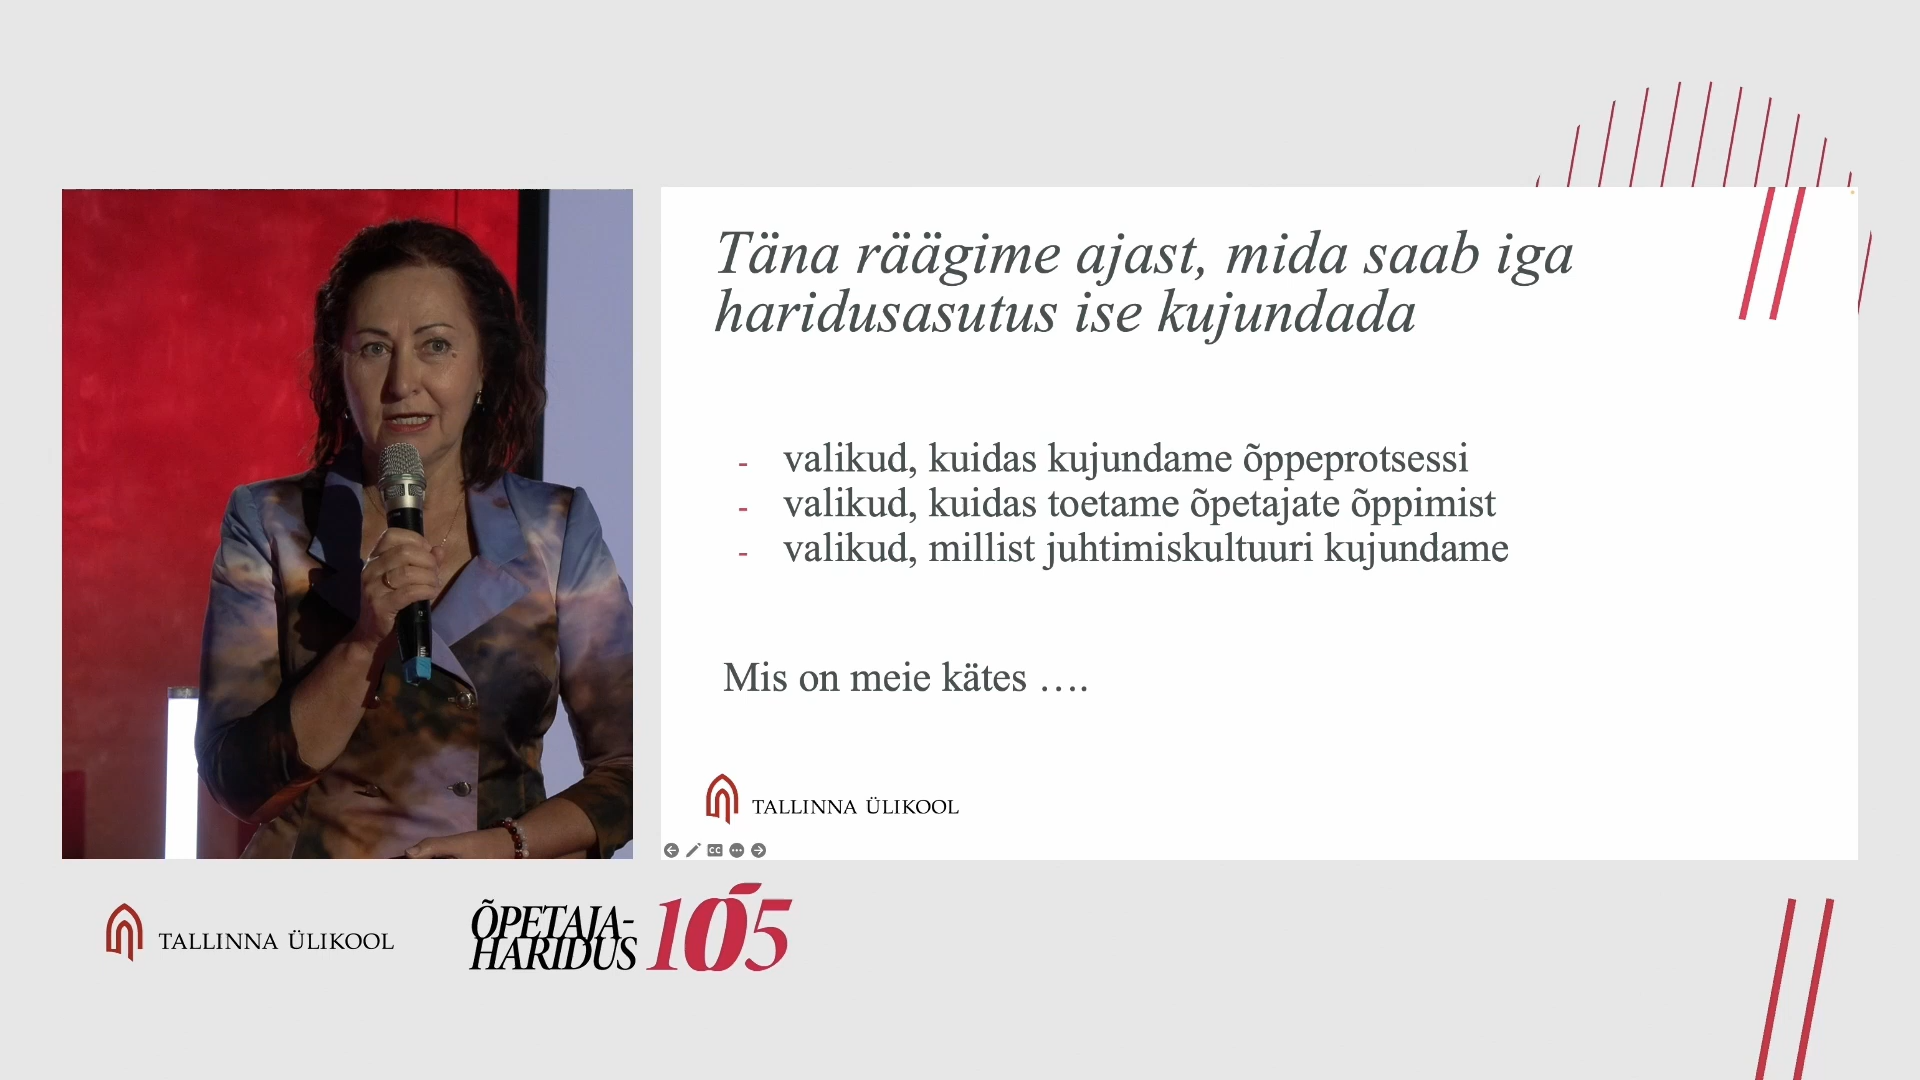 Täna räägime ajast, mida saab iga
haridusasutus ise kujundada
- valikud, kuidas kujundame õppeprotsessi
- valikud, kuidas toetame õpetajate õppimist
- valikud, millist juhtimiskultuuri kujundame
Mis on meie kätes ....
TALLINNA ÜLIKOOL
CC
TALLINNA ÜLIKOOL
ÕPETAJA-
HARIDUS
105